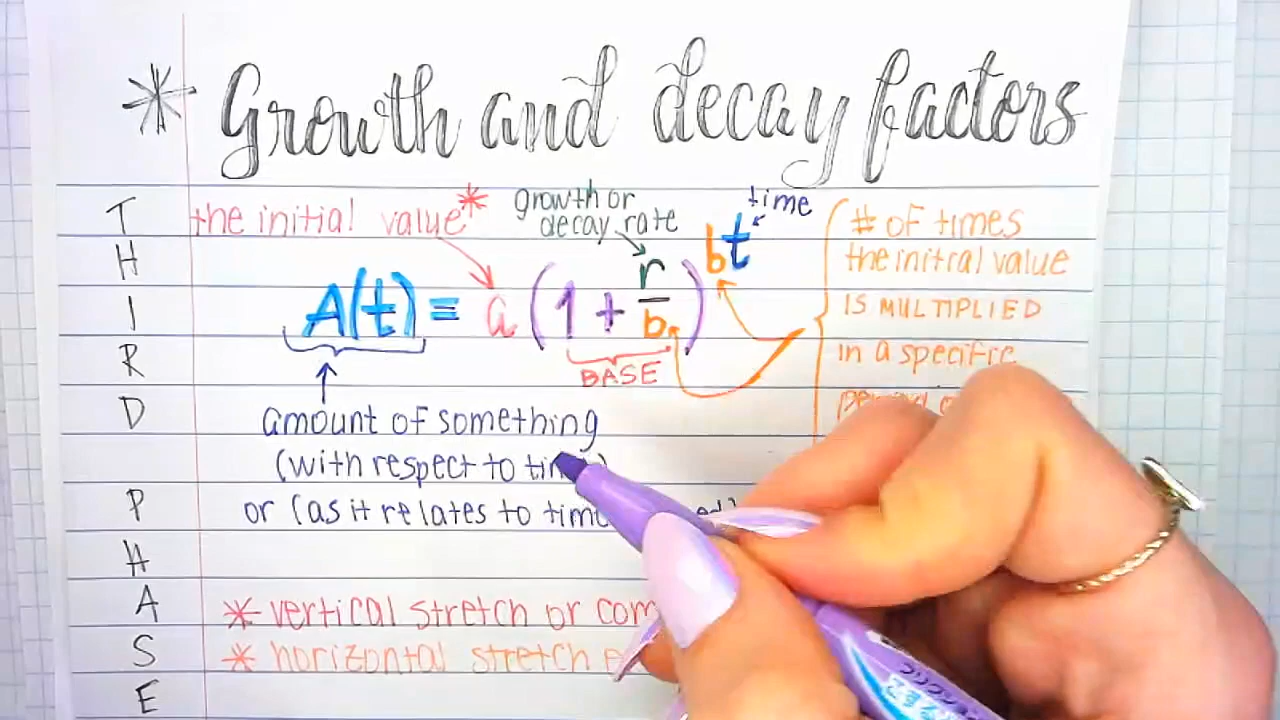 * Growth and decay factors
THIRD PHASE
the initial value*
growth or
decay rate
time
A(t) = a (1 + r/b)^bt
BASE
amount of something
(with respect to
or (as it relates to
# OF times
the initial value
IS MULTIPLIED
in a specific
* vertical stretch or
* horizontal stretch